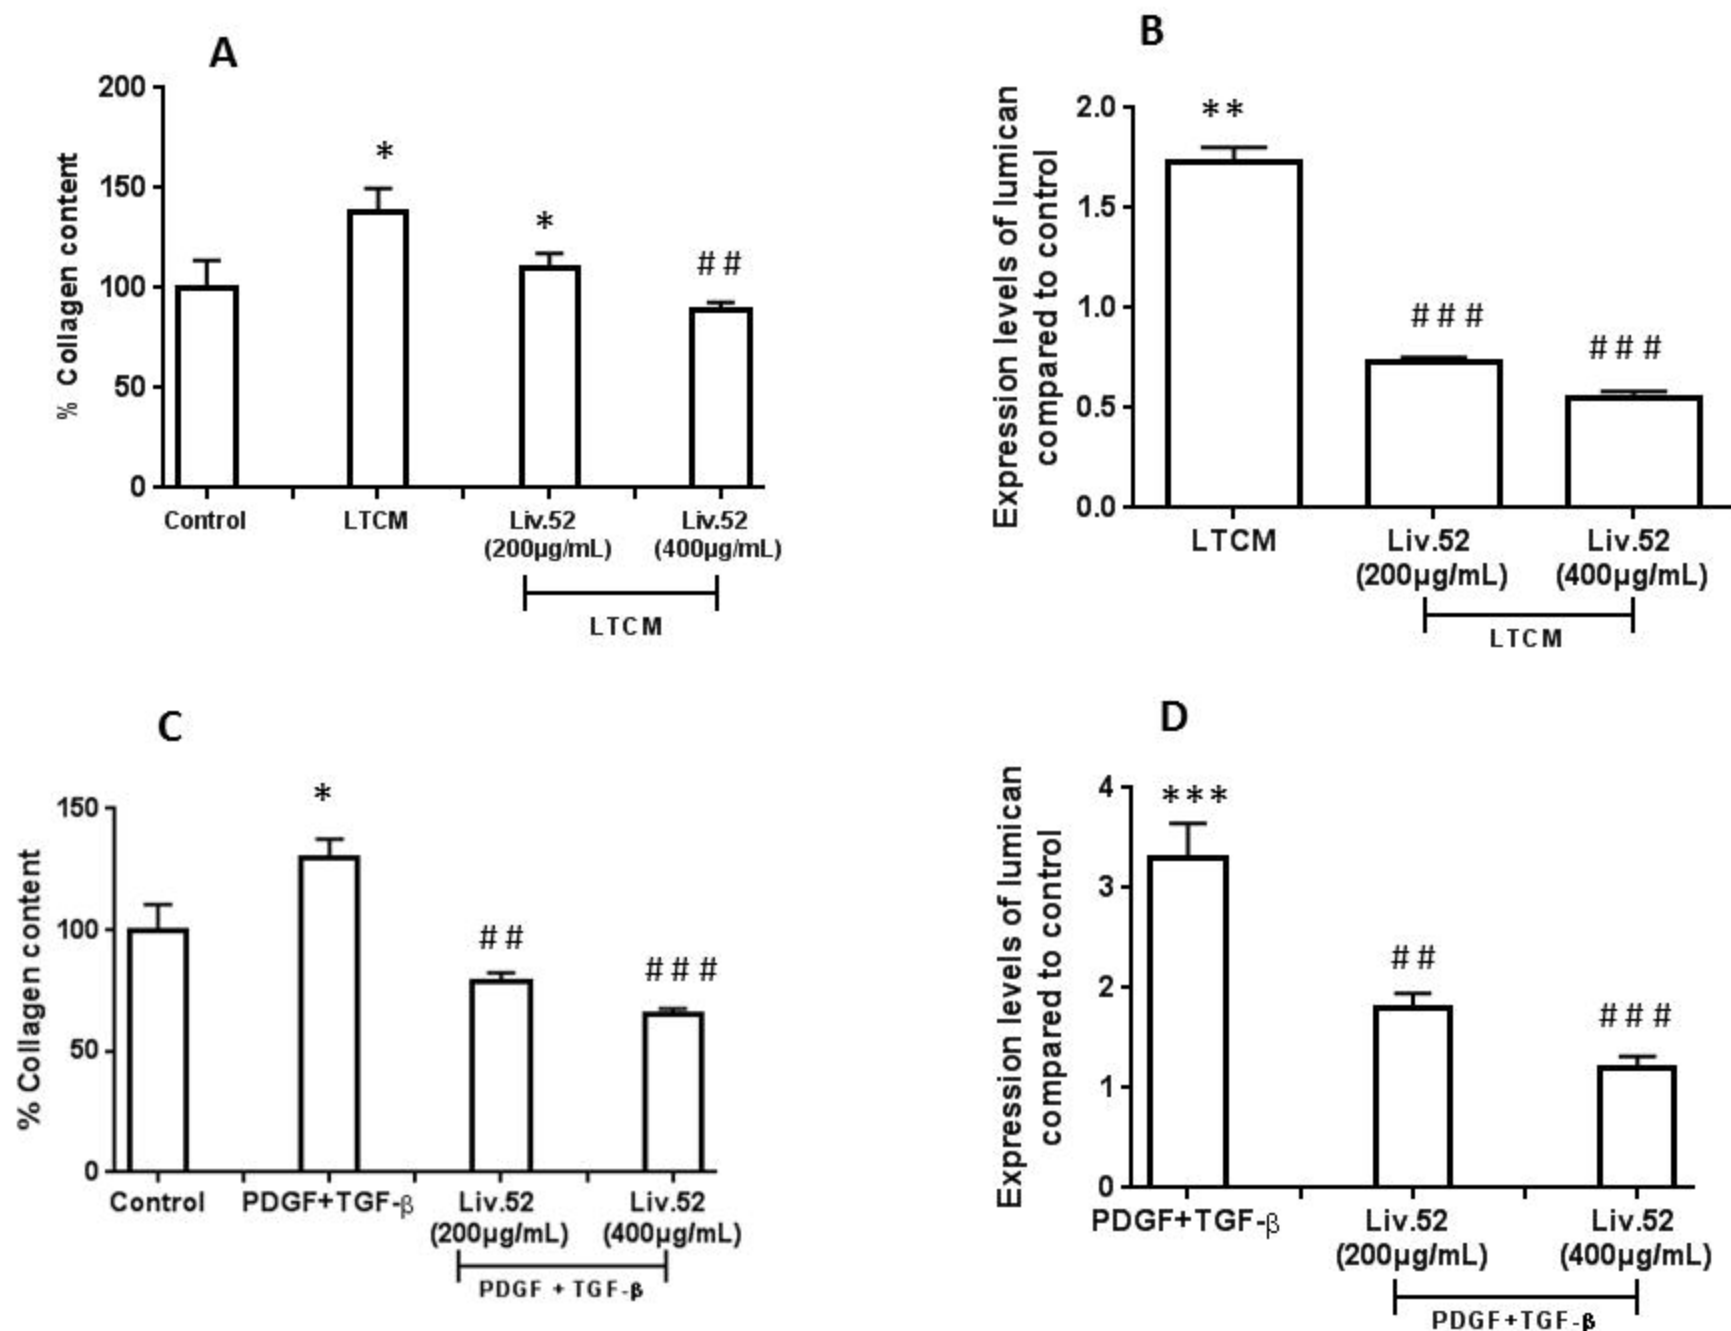 A
200
150
100
50
0
% Collagen content
*
*
##
Control
LTCM
Liv.52
(200µg/mL)
Liv.52
(400µg/mL)
LTCM
B
2.0
1.5
1.0
0.5
0.0
Expression levels of lumican
compared to control
**
###
###
LTCM
Liv.52
(200µg/mL)
Liv.52
(400µg/mL)
LTCM
C
150
100
50
0
% Collagen content
*
##
###
Control
PDGF+TGF-β
Liv.52
(200µg/mL)
Liv.52
(400µg/mL)
PDGF + TGF-β
D
4
3
2
1
0
Expression levels of lumican
compared to control
***
##
###
PDGF+TGF-β
Liv.52
(200µg/mL)
Liv.52
(400µg/mL)
PDGF+TGF-β